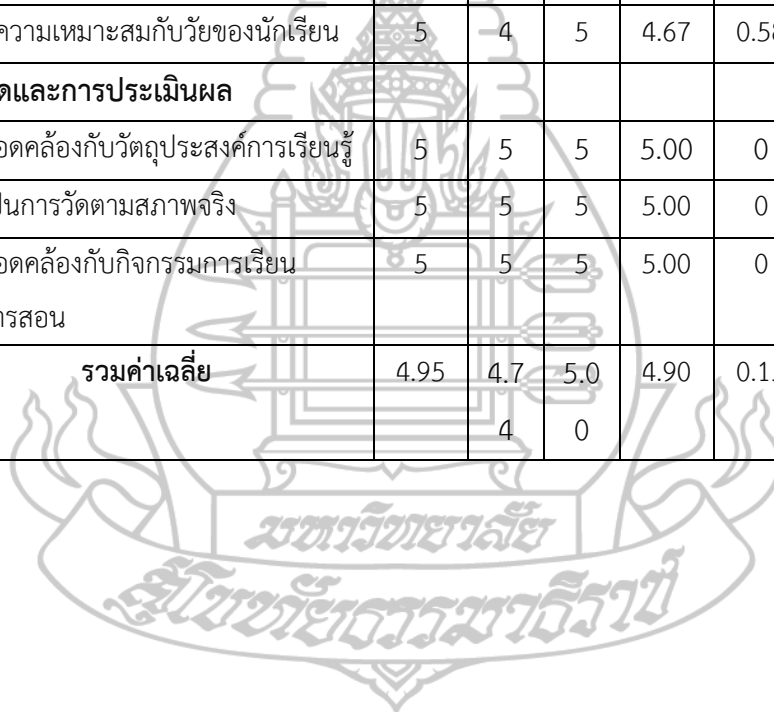 ความเหมาะสมกับวัยของนักเรียน 5 4 5 4.67
ดและการประเมินผล
อดคล้องกับวัตถุประสงค์การเรียนรู้ 5 5 5 5.00 0
ป็นการวัดตามสภาพจริง 5 5 5 5.00 0
อดคล้องกับกิจกรรมการเรียน 5 5 5 5.00 0
ารสอน
รวมค่าเฉลี่ย 4.95 4.7 5.0 4.90
4 0
มหาวิทยาลัย
สุโขทัยธรรมาธิราช